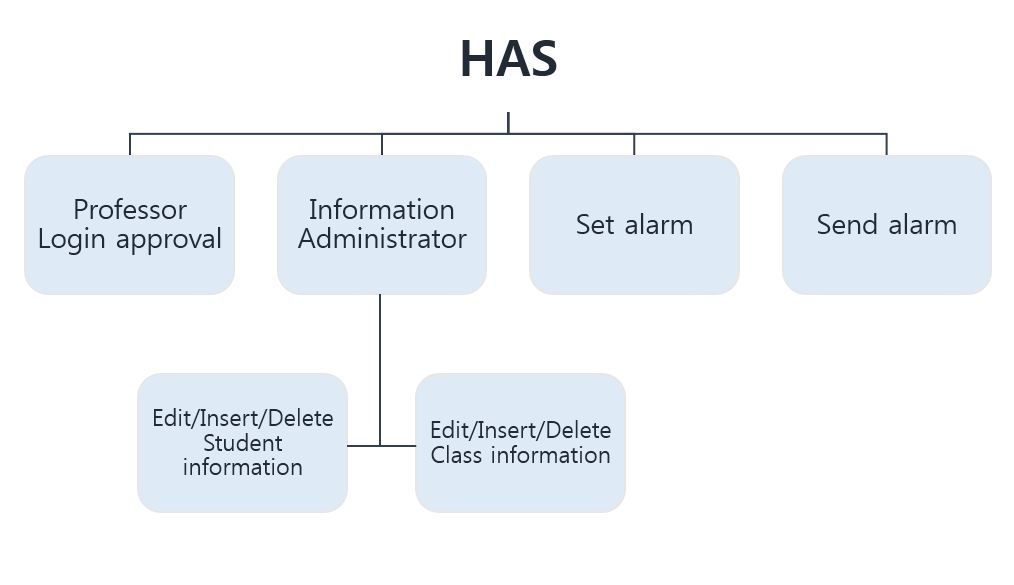 HAS
Professor
Login approval
Information
Administrator
Set alarm
Send alarm
Edit/Insert/Delete
Student
information
Edit/Insert/Delete
Class information